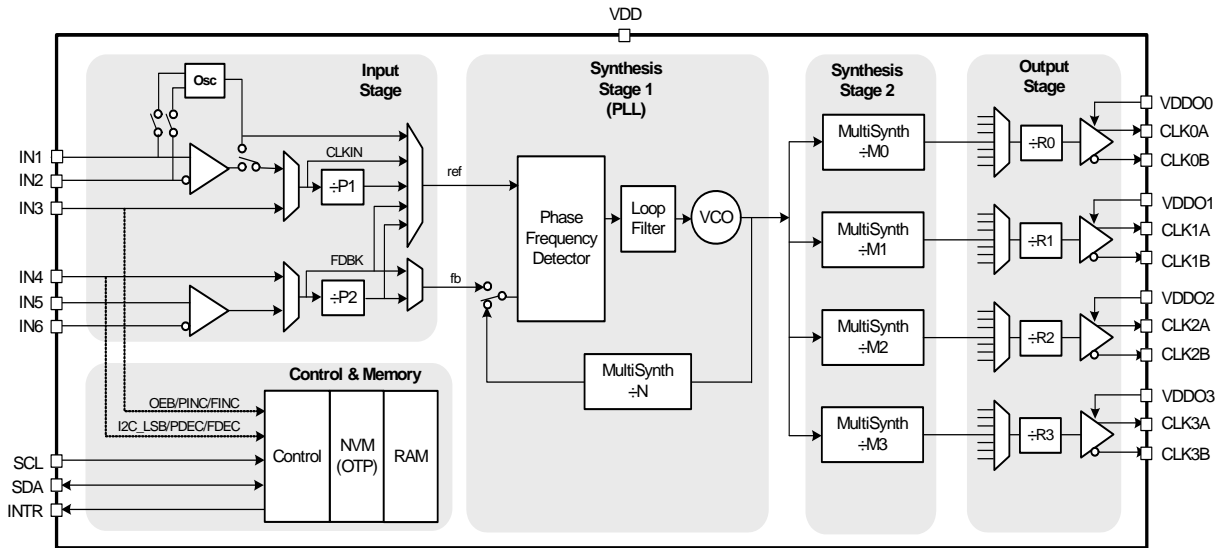 VDD
Input
Stage
Osc
IN1
IN2
IN3
CLKIN
÷P1
IN4
IN5
IN6
FDBK
÷P2
ref
fb
Synthesis
Stage 1
(PLL)
Phase
Frequency
Detector
Loop
Filter
VCO
MultiSynth
÷N
Synthesis
Stage 2
MultiSynth
÷M0
MultiSynth
÷M1
MultiSynth
÷M2
MultiSynth
÷M3
Output
Stage
÷R0
÷R1
÷R2
÷R3
VDDO0
CLK0A
CLK0B
VDDO1
CLK1A
CLK1B
VDDO2
CLK2A
CLK2B
VDDO3
CLK3A
CLK3B
Control & Memory
OEB/PINC/FINC
I2C_LSB/PDEC/FDEC
Control
NVM
(OTP)
RAM
SCL
SDA
INTR